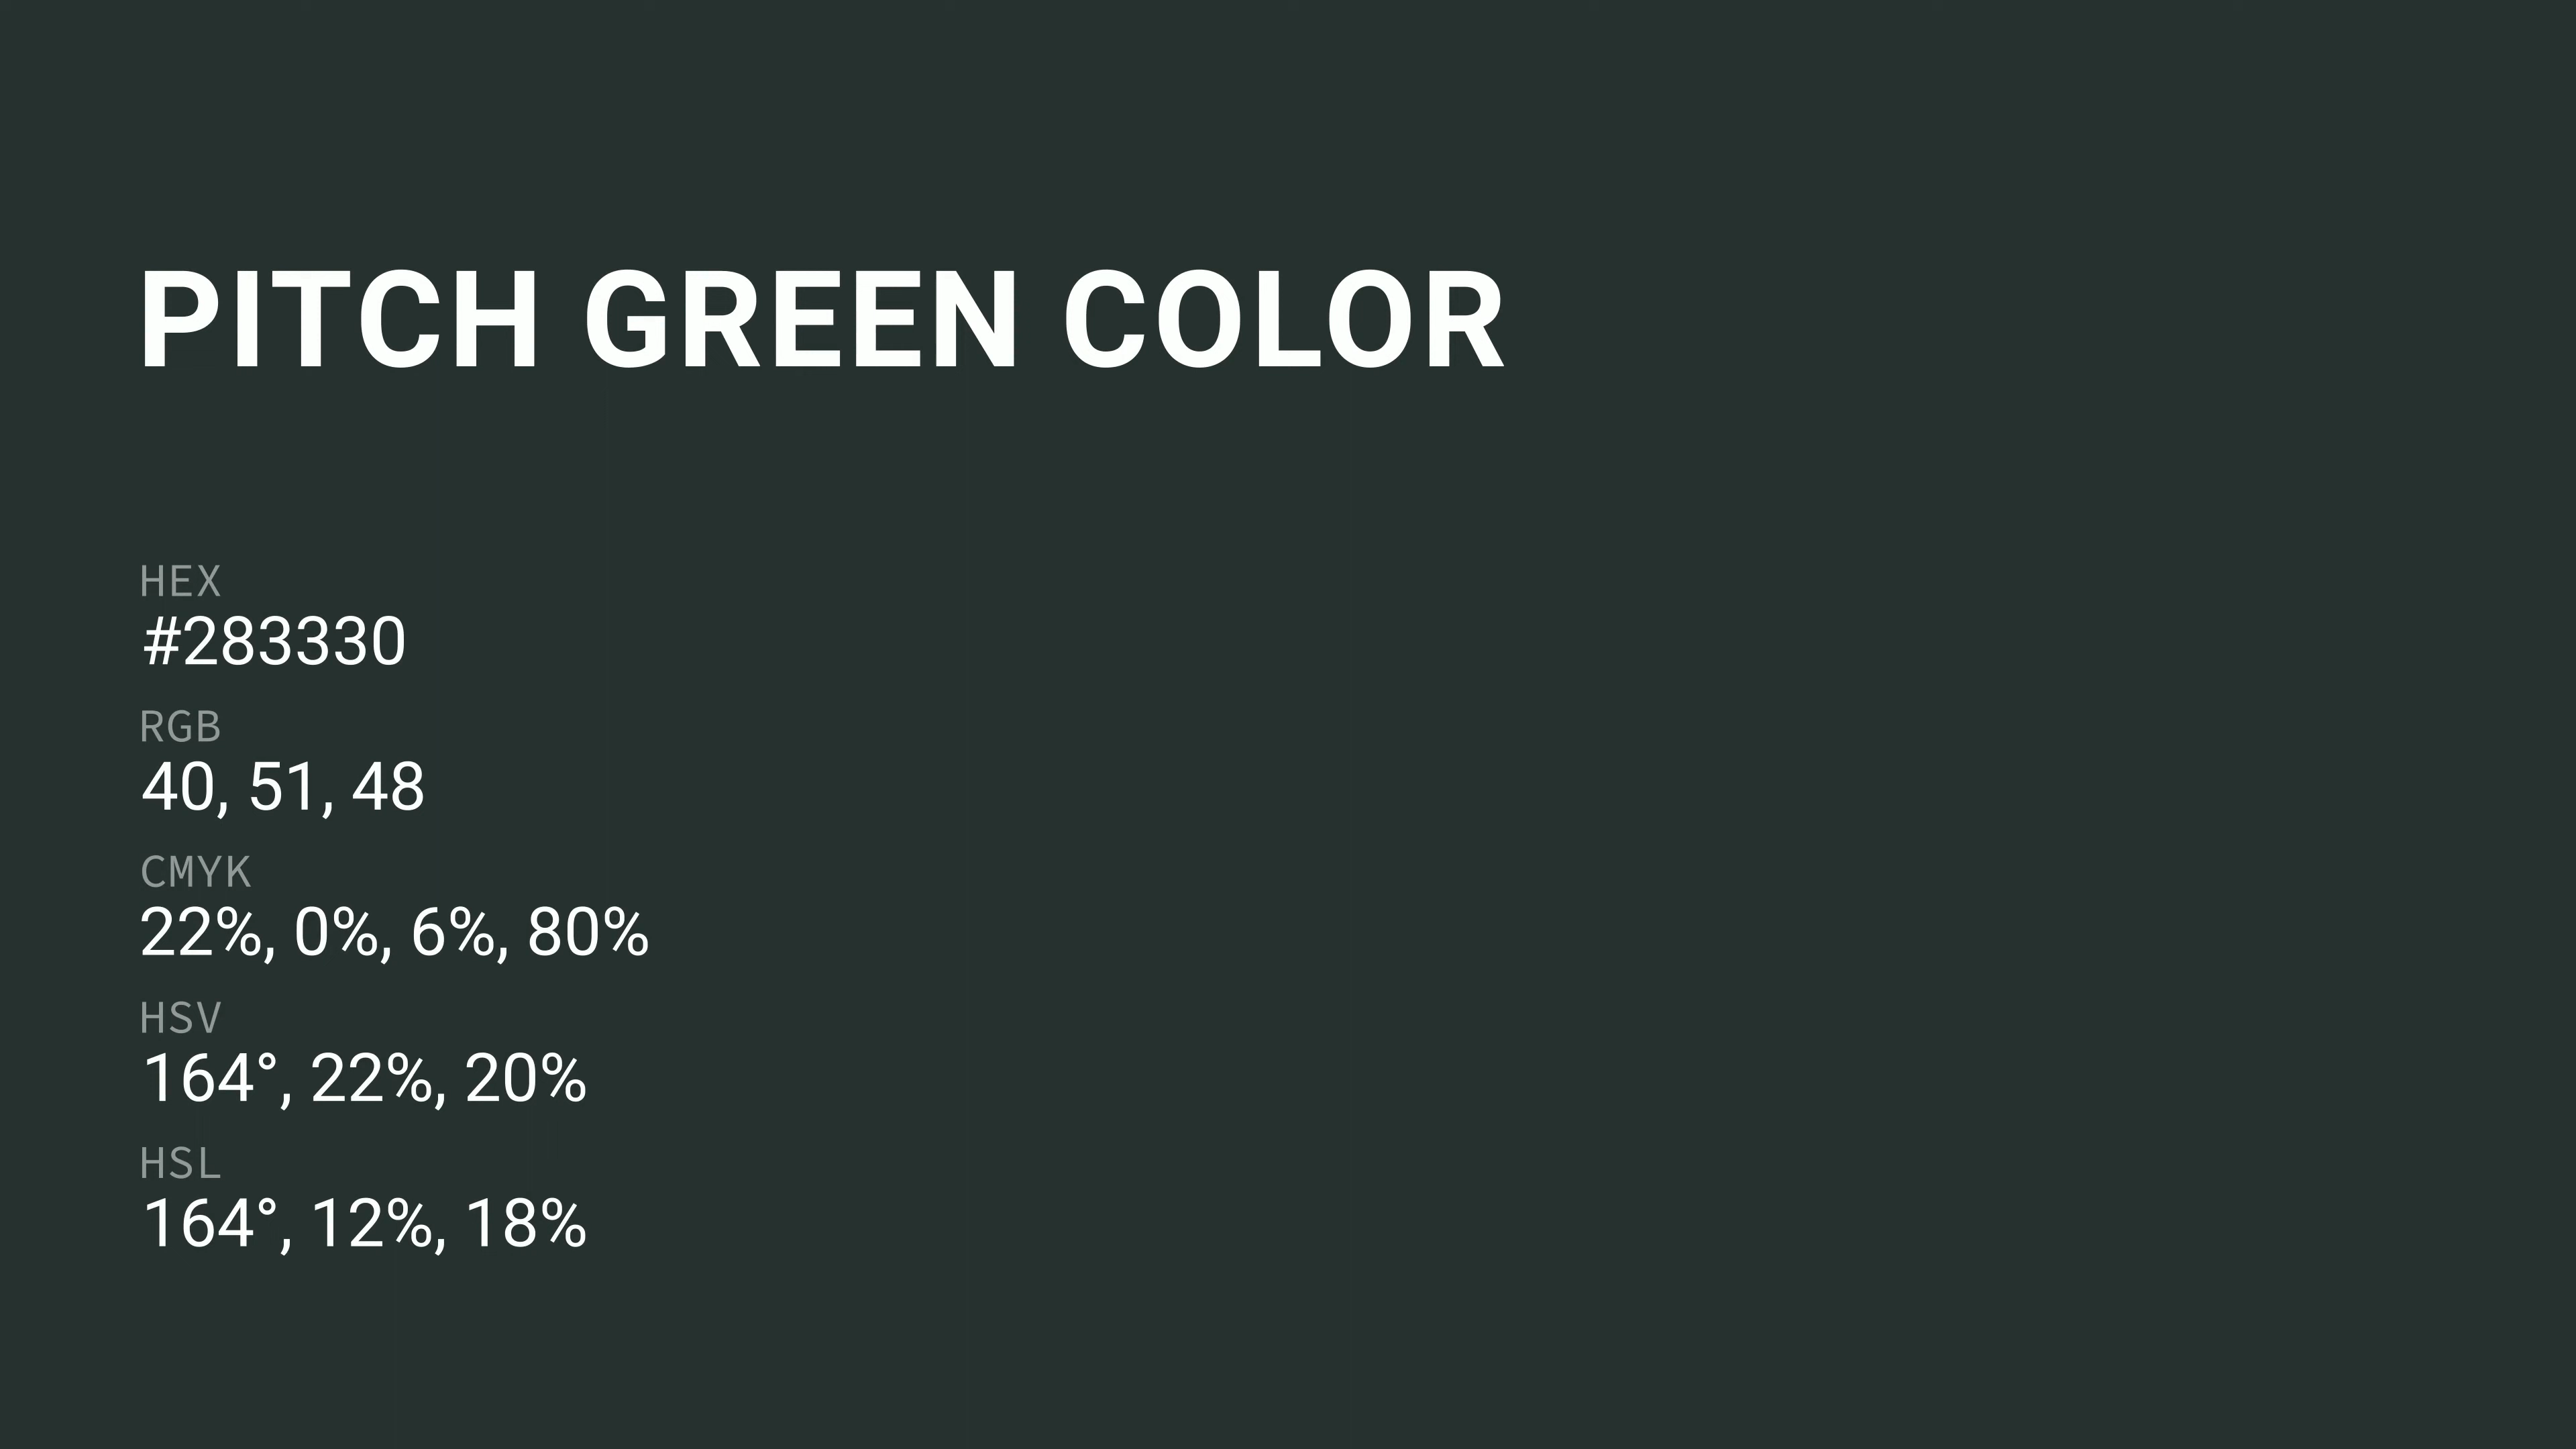 PITCH GREEN COLOR
HEX
#283330
RGB
40, 51, 48
CMYK
22%, 0%, 6%, 80%
HSV
164°, 22%, 20%
HSL
164°, 12%, 18%